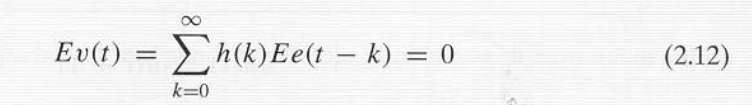 Ev(t) = ∞∑k=0 h(k)Ee(t − k) = 0 (2.12)